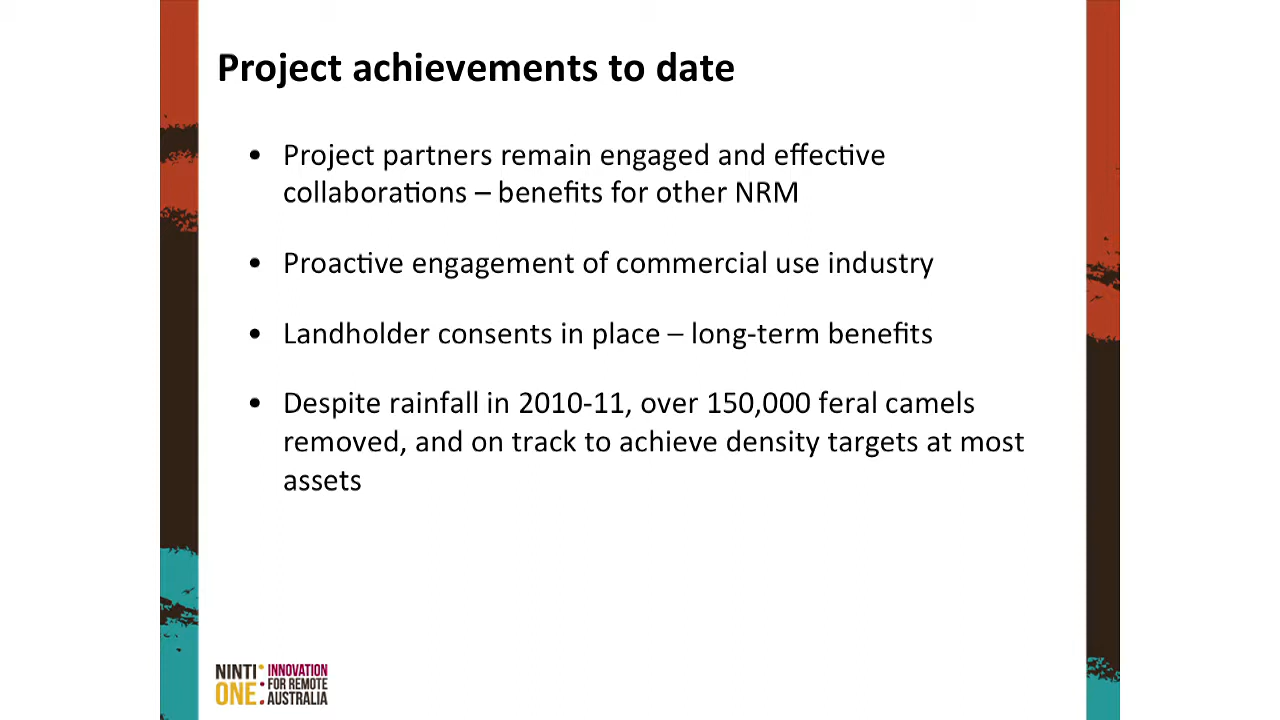 Project achievements to date
• Project partners remain engaged and effective
collaborations – benefits for other NRM
• Proactive engagement of commercial use industry
• Landholder consents in place – long-term benefits
• Despite rainfall in 2010-11, over 150,000 feral camels
removed, and on track to achieve density targets at most
assets
NINTI
ONE
INNOVATION
FOR REMOTE
AUSTRALIA